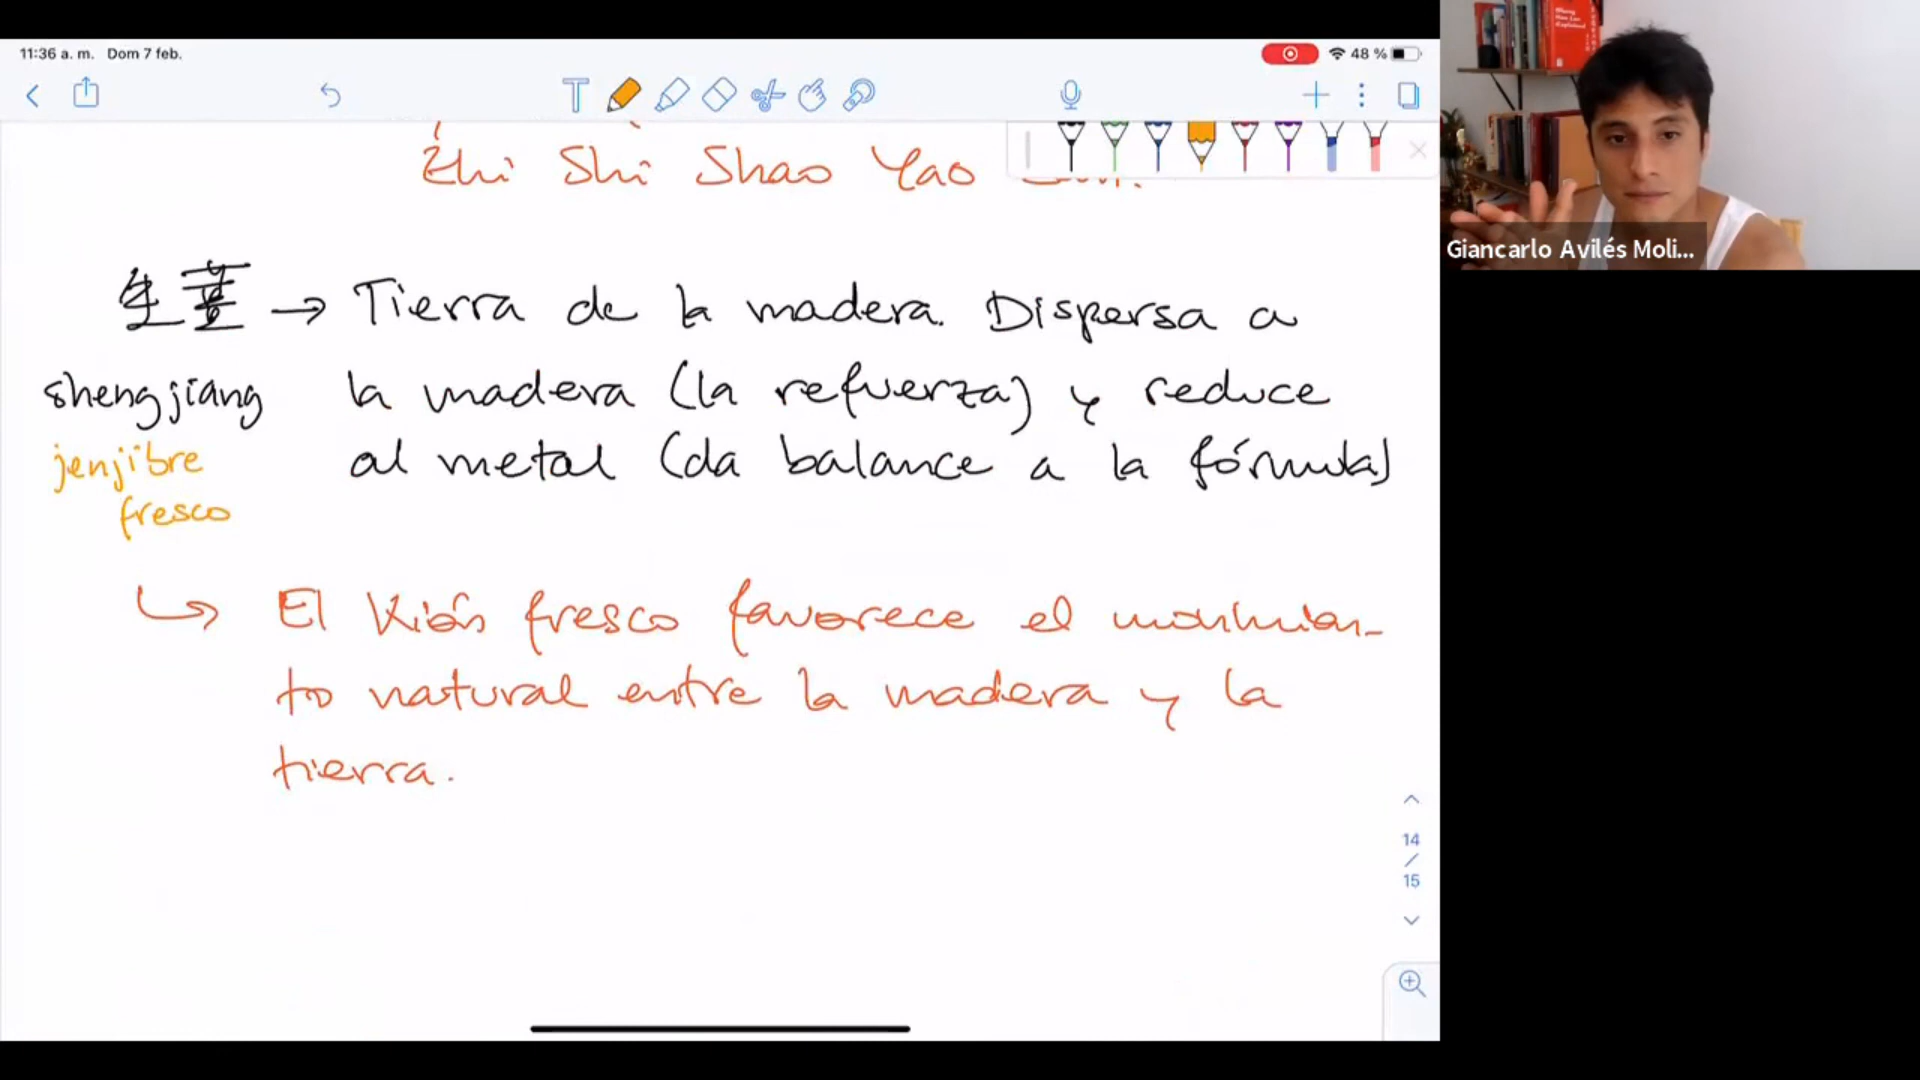 11:36 a. m. Dom 7 feb.
48 %
T
Zhi Shi Shao Yao
生薑 → Tierra de la madera. Dispersa a
shengjiang la madera (la refuerza) y reduce
jenjibre al metal (da balance a la fórmula)
fresco
↳ El Kión fresco favorece el movimien-
to natural entre la madera y la
tierra.
14
/
15
Giancarlo Avilés Moli...